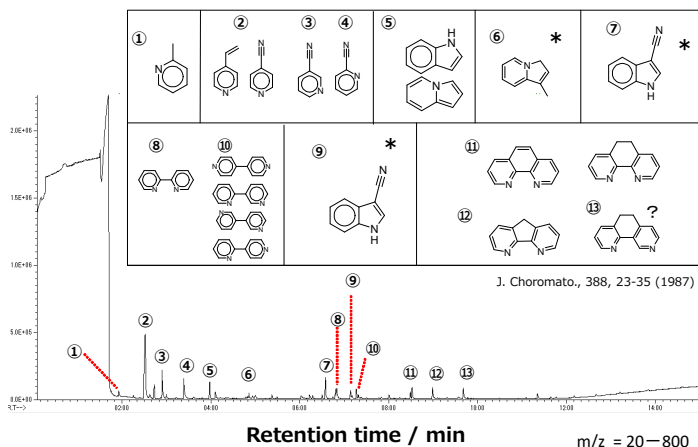 ① ② ③ ④ ⑤ ⑥ * ⑦ *
N N N N N H N N N N H
⑧ ⑩ ⑨ * ⑪ ⑫ ⑬ ?
N N N N N N N N N N N H N N N N N N N N N
J. Choromato., 388, 23-35 (1987)
2.0E+06
1.5E+06
1.0E+06
5.0E+05
0.0E+00
① ② ③ ④ ⑤ ⑥ ⑦ ⑧ ⑨ ⑩ ⑪ ⑫ ⑬
R.T→> 02:00 04:00 06:00 08:00 10:00 12:00 14:00
Retention time / min
m/z = 20－800